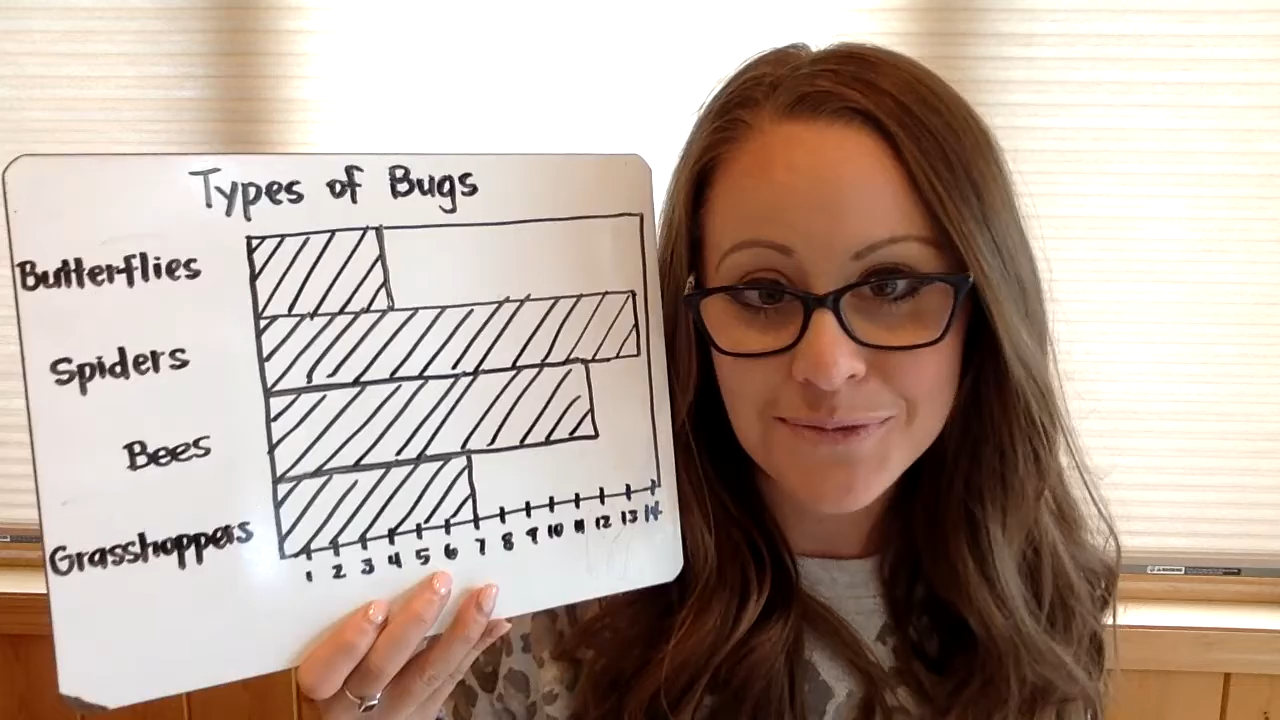 Types of Bugs
Butterflies
Spiders
Bees
Grasshoppers
1 2 3 4 5 6 7 8 9 10 11 12 13 14